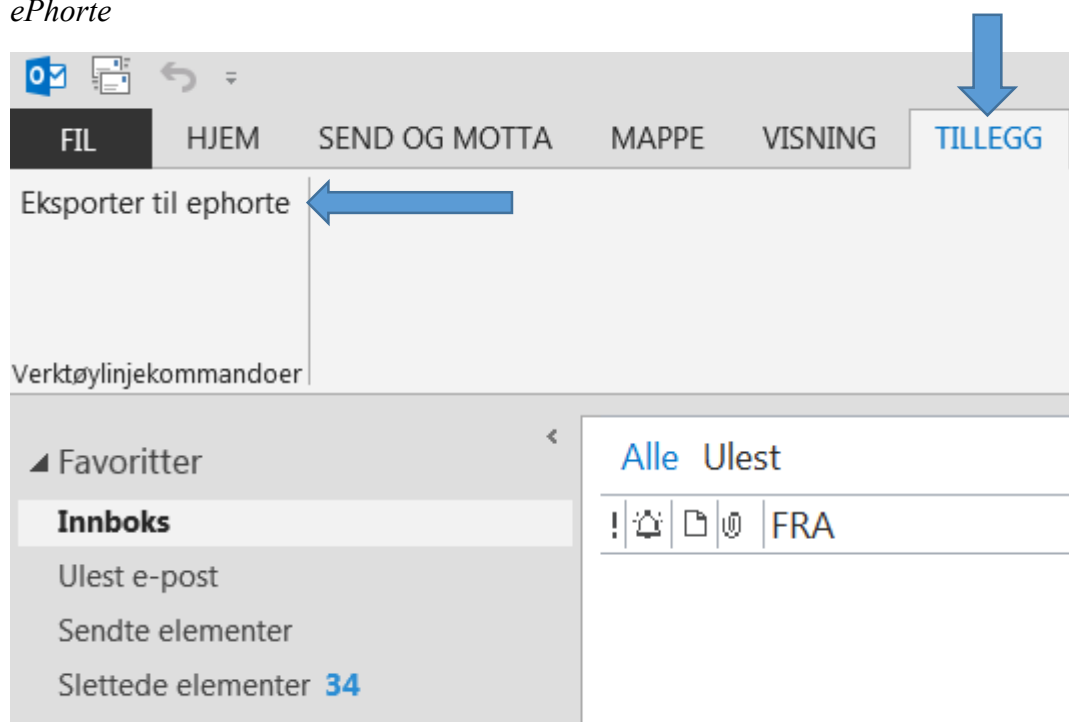 ePhorte
FIL HJEM SEND OG MOTTA MAPPE VISNING TILLEGG
Eksporter til ephorte
Verktøylinjekommandoer
Favoritter
Innboks
Ulest e-post
Sendte elementer
Slettede elementer 34
Alle Ulest
! FRA